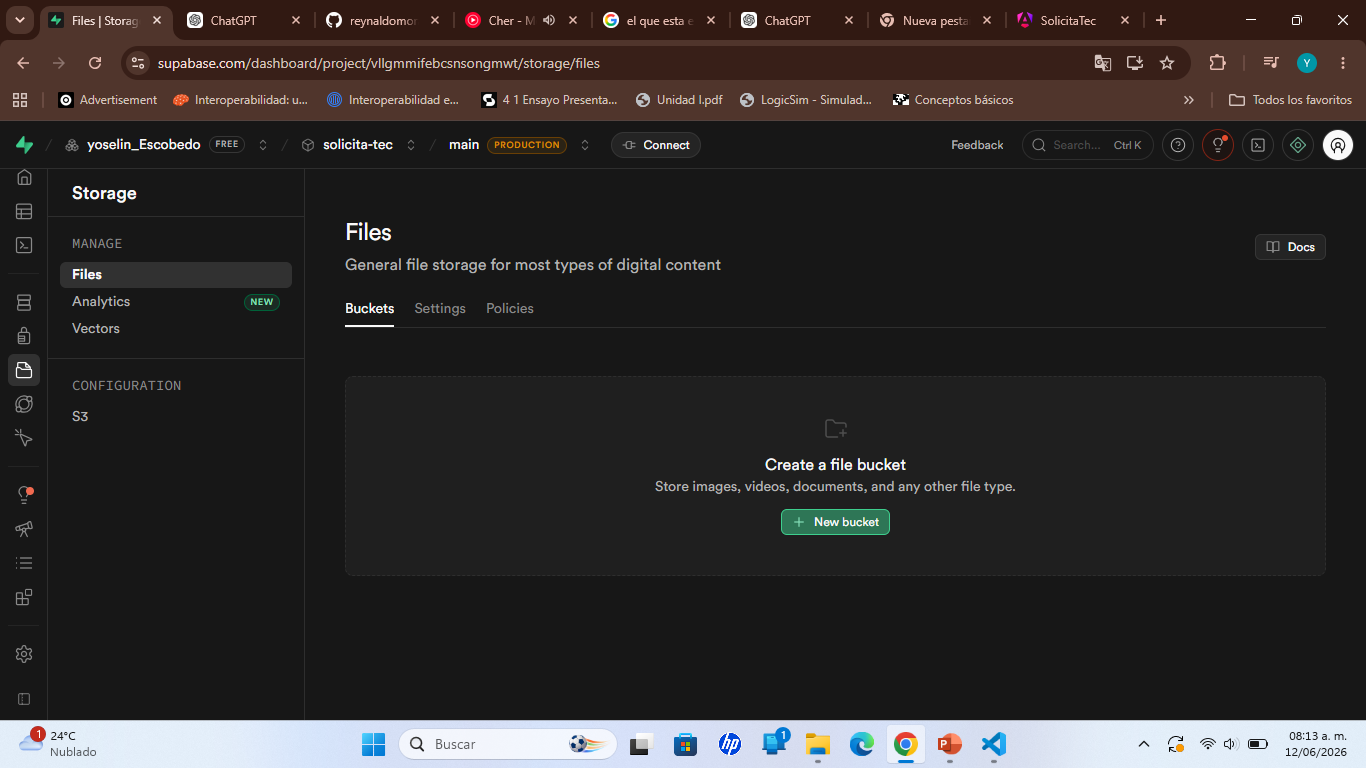 Files | Storag
ChatGPT
reynaldomor
Cher - M
el que esta e
ChatGPT
Nueva pesta
SolicitaTec
supabase.com/dashboard/project/vllgmmifebcsnsongmwt/storage/files
Y
Advertisement
Interoperabilidad: u...
Interoperabilidad e...
4 1 Ensayo Presenta...
Unidad I.pdf
LogicSim - Simulad...
Conceptos básicos
Todos los favoritos
yoselin_Escobedo FREE
solicita-tec
main PRODUCTION
Connect
Feedback
Search... Ctrl K
Storage
MANAGE
Files
Analytics NEW
Vectors
CONFIGURATION
S3
Files
General file storage for most types of digital content
Docs
Buckets Settings Policies
Create a file bucket
Store images, videos, documents, and any other file type.
+ New bucket
1
24°C
Nublado
Buscar
1
08:13 a. m.
12/06/2026